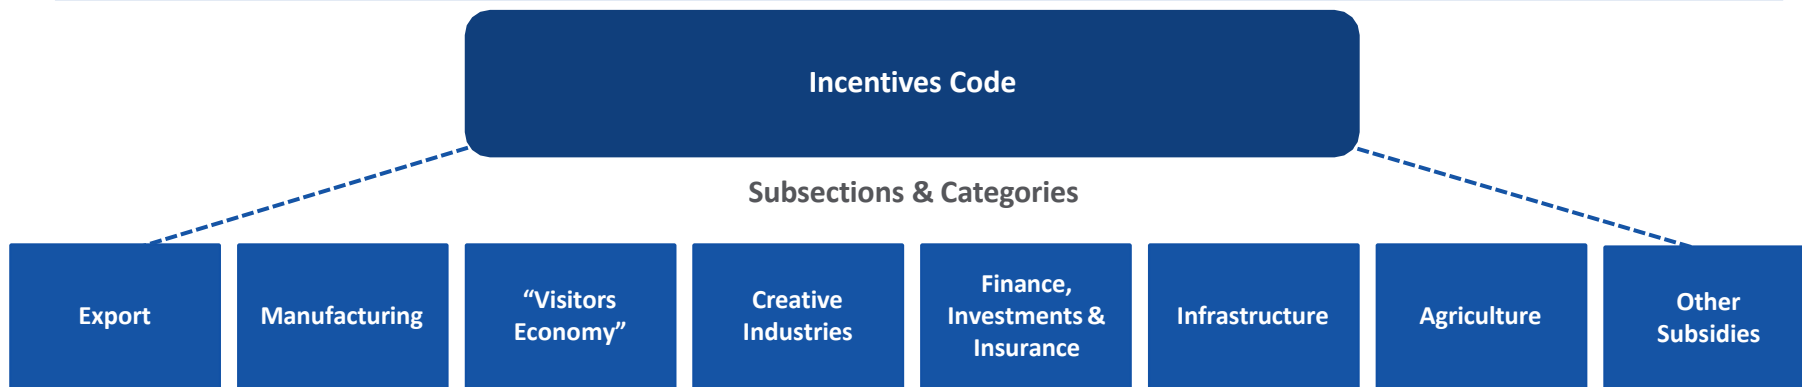 Incentives Code
Subsections & Categories
Export
Manufacturing
“Visitors
Economy”
Creative
Industries
Finance,
Investments &
Insurance
Infrastructure
Agriculture
Other
Subsidies